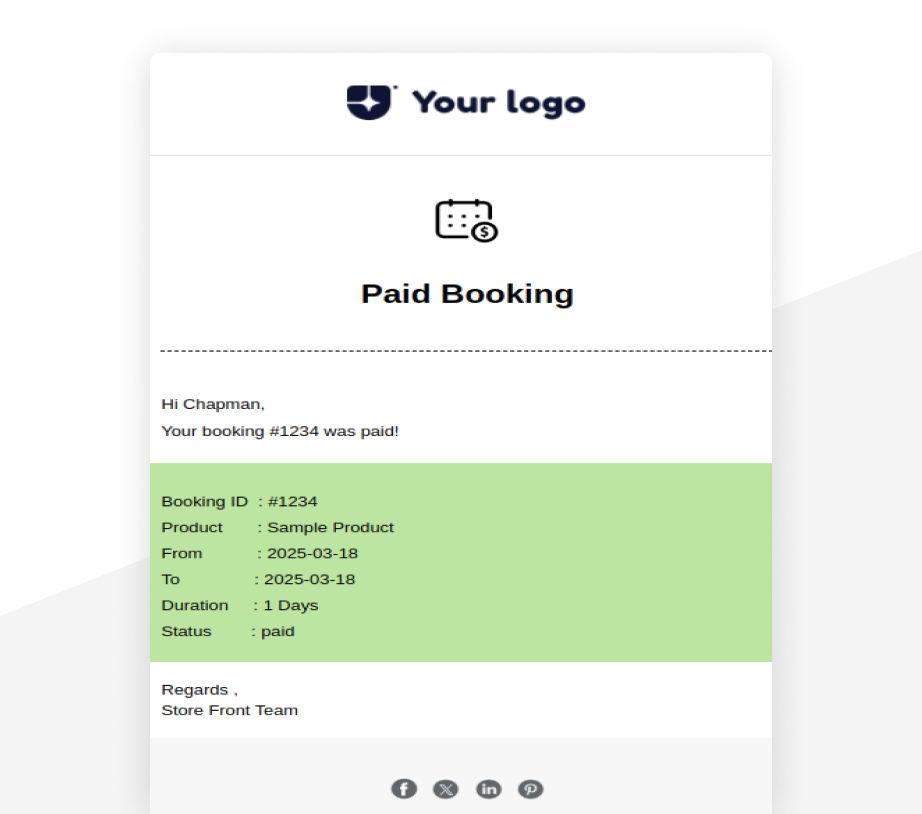 Your logo
Paid Booking
Hi Chapman,
Your booking #1234 was paid!
Booking ID : #1234
Product : Sample Product
From : 2025-03-18
To : 2025-03-18
Duration : 1 Days
Status : paid
Regards ,
Store Front Team